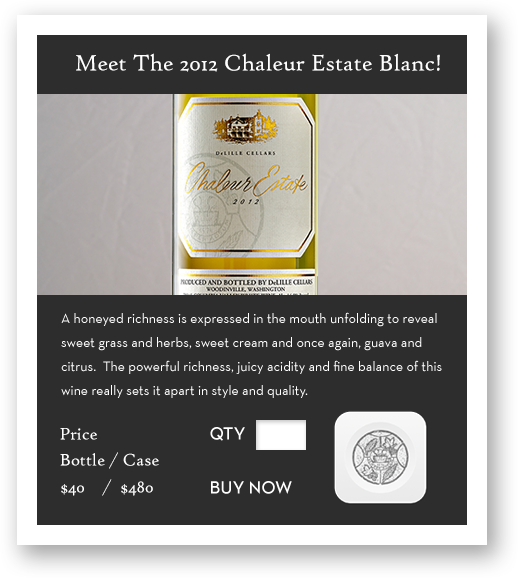 Meet The 2012 Chaleur Estate Blanc!
DeLILLE CELLARS
Chaleur Estate
2012
PRODUCED AND BOTTLED BY DeLILLE CELLARS
WOODINVILLE, WASHINGTON
A honeyed richness is expressed in the mouth unfolding to reveal
sweet grass and herbs, sweet cream and once again, guava and
citrus. The powerful richness, juicy acidity and fine balance of this
wine really sets it apart in style and quality.
Price
QTY
Bottle / Case
$40 / $480
BUY NOW